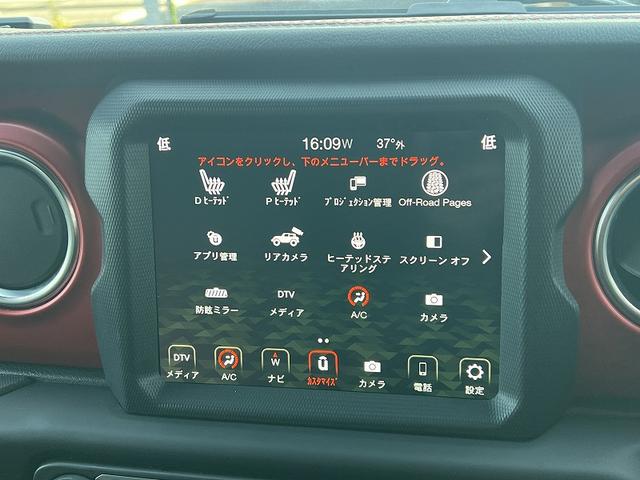 低 16:09W 37°外 低
アイコンをクリックし、下のメニューバーまでドラッグ。
D ﾋｰﾃｯﾄﾞ P ﾋｰﾃｯﾄﾞ ﾌﾟﾛｼﾞｪｸｼｮﾝ管理 Off-Road Pages
アプリ管理 リアカメラ ヒーテッドステ スクリーン オフ
アリング
防眩ミラー DTV メディア A/C カメラ
DTV W
メディア A/C ナビ ｶｽﾀﾏｲｽﾞ カメラ 電話 設定